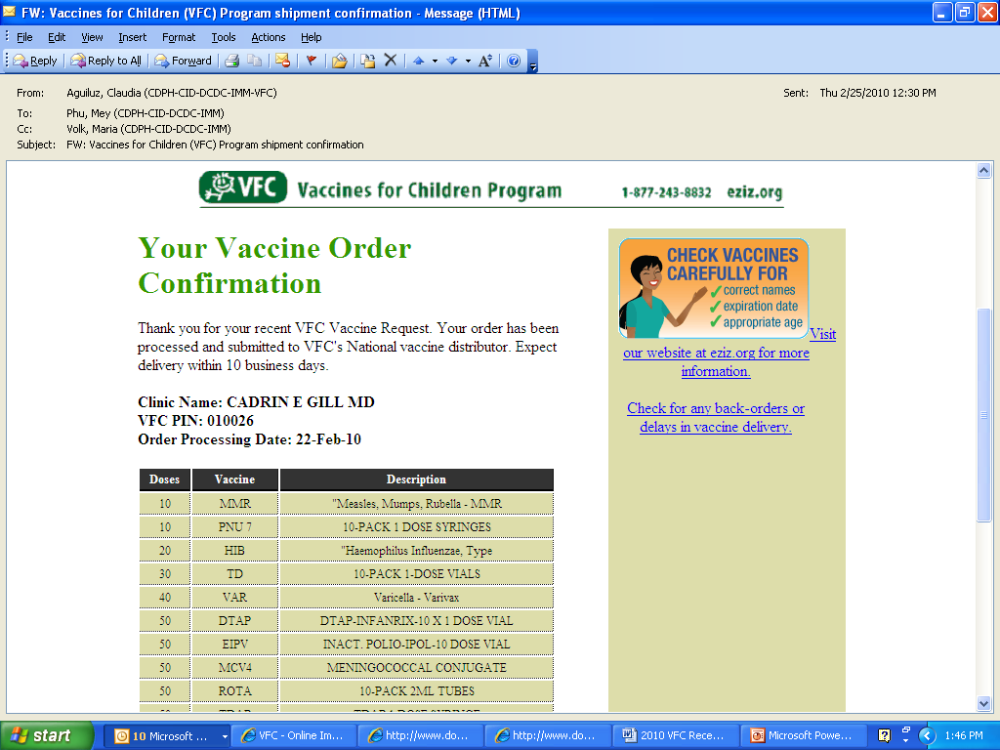 FW: Vaccines for Children (VFC) Program shipment confirmation - Message (HTML)
File Edit View Insert Format Tools Actions Help
Reply Reply to All Forward
From: Aguiluz, Claudia (CDPH-CID-DCDC-IMM-VFC) Sent: Thu 2/25/2010 12:30 PM
To: Phu, Mey (CDPH-CID-DCDC-IMM)
Cc: Volk, Maria (CDPH-CID-DCDC-IMM)
Subject: FW: Vaccines for Children (VFC) Program shipment confirmation
VFC Vaccines for Children Program 1-877-243-8832 eziz.org
Your Vaccine Order
Confirmation
Thank you for your recent VFC Vaccine Request. Your order has been
processed and submitted to VFC's National vaccine distributor. Expect
delivery within 10 business days.
Clinic Name: CADRIN E GILL MD
VFC PIN: 010026
Order Processing Date: 22-Feb-10
Doses Vaccine Description
10 MMR "Measles, Mumps, Rubella - MMR
10 PNU 7 10-PACK 1 DOSE SYRINGES
20 HIB "Haemophilus Influenzae, Type
30 TD 10-PACK 1-DOSE VIALS
40 VAR Varicella - Varivax
50 DTAP DTAP-INFANRIX-10 X 1 DOSE VIAL
50 EIPV INACT. POLIO-IPOL-10 DOSE VIAL
50 MCV4 MENINGOCOCCAL CONJUGATE
50 ROTA 10-PACK 2ML TUBES
CHECK VACCINES
CAREFULLY FOR
correct names
expiration date
appropriate age
Visit
our website at eziz.org for more
information.
Check for any back-orders or
delays in vaccine delivery.
start 10 Microsoft ... VFC - Online Im... http://www.do... http://www.do... 2010 VFC Rece... Microsoft Powe... 1:46 PM